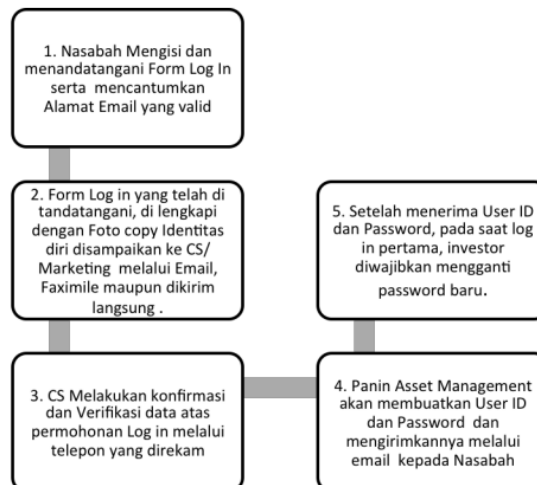 1. Nasabah Mengisi dan
menandatangani Form Log In
serta mencantumkan
Alamat Email yang valid
2. Form Log in yang telah di
tandatangani, di lengkapi
dengan Foto copy Identitas
diri disampaikan ke CS/
Marketing melalui Email,
Faximile maupun dikirim
langsung .
3. CS Melakukan konfirmasi
dan Verifikasi data atas
permohonan Log in melalui
telepon yang direkam
4. Panin Asset Management
akan membuatkan User ID
dan Password dan
mengirimkannya melalui
email kepada Nasabah
5. Setelah menerima User ID
dan Password, pada saat log
in pertama, investor
diwajibkan mengganti
password baru.